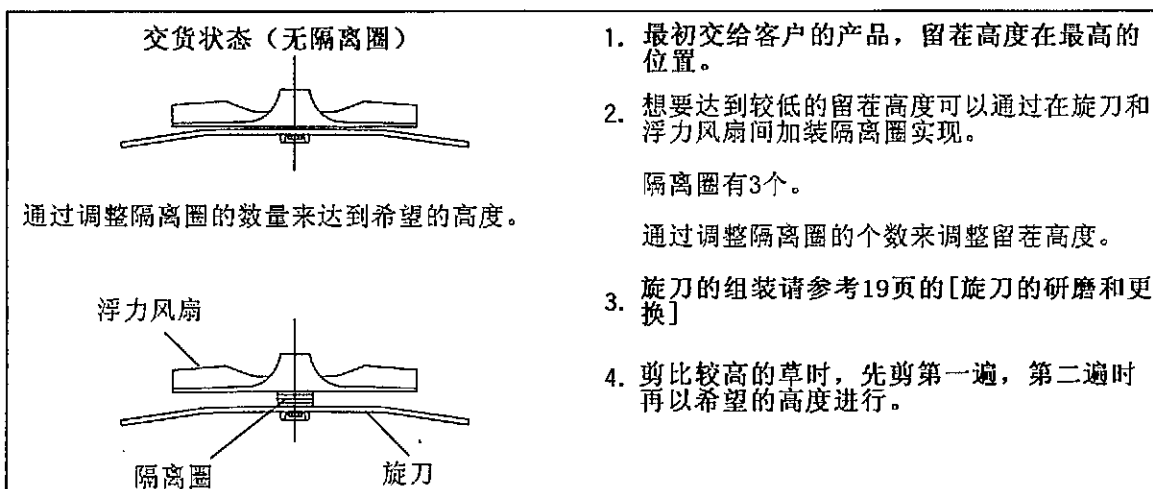 交货状态（无隔离圈）
通过调整隔离圈的数量来达到希望的高度。
浮力风扇
隔离圈
旋刀
1. 最初交给客户的产品，留茬高度在最高的
位置。
2. 想要达到较低的留茬高度可以通过在旋刀和
浮力风扇间加装隔离圈实现。
隔离圈有3个。
通过调整隔离圈的个数来调整留茬高度。
3. 旋刀的组装请参考19页的[旋刀的研磨和更
换]
4. 剪比较高的草时，先剪第一遍，第二遍时
再以希望的高度进行。